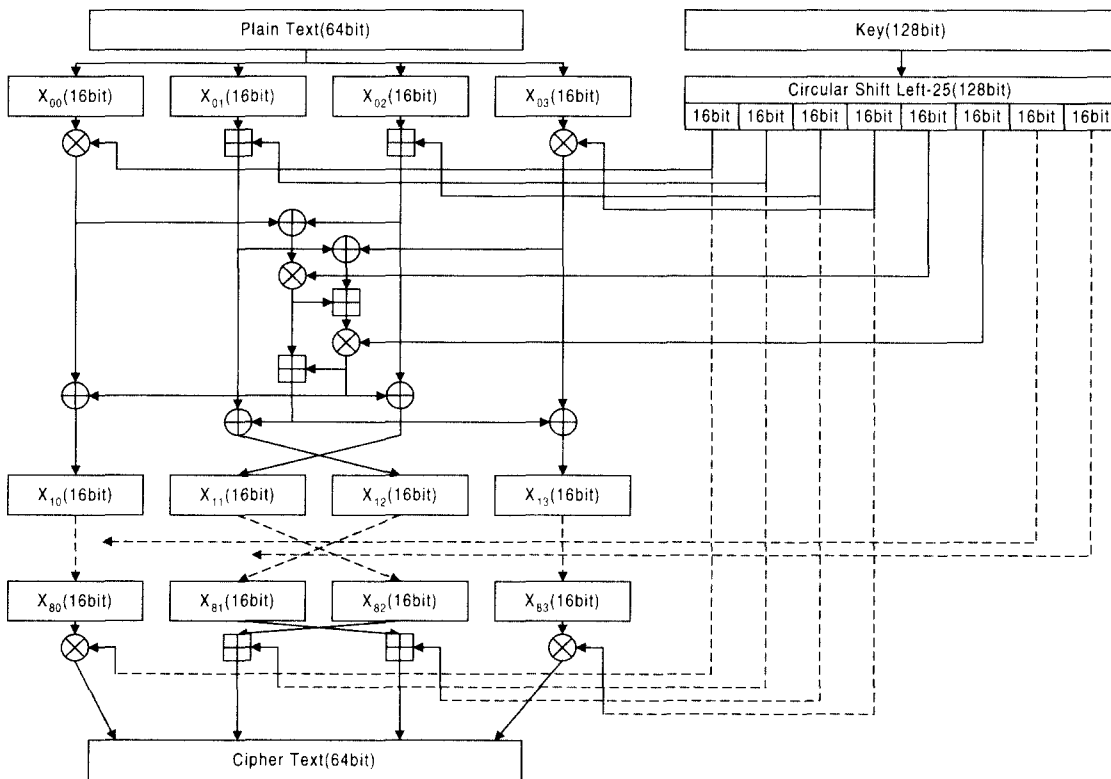 Plain Text(64bit)
Key(128bit)
X00(16bit) X01(16bit) X02(16bit) X03(16bit)
Circular Shift Left-25(128bit)
16bit 16bit 16bit 16bit 16bit 16bit 16bit 16bit
X10(16bit) X11(16bit) X12(16bit) X13(16bit)
X80(16bit) X81(16bit) X82(16bit) X83(16bit)
Cipher Text(64bit)